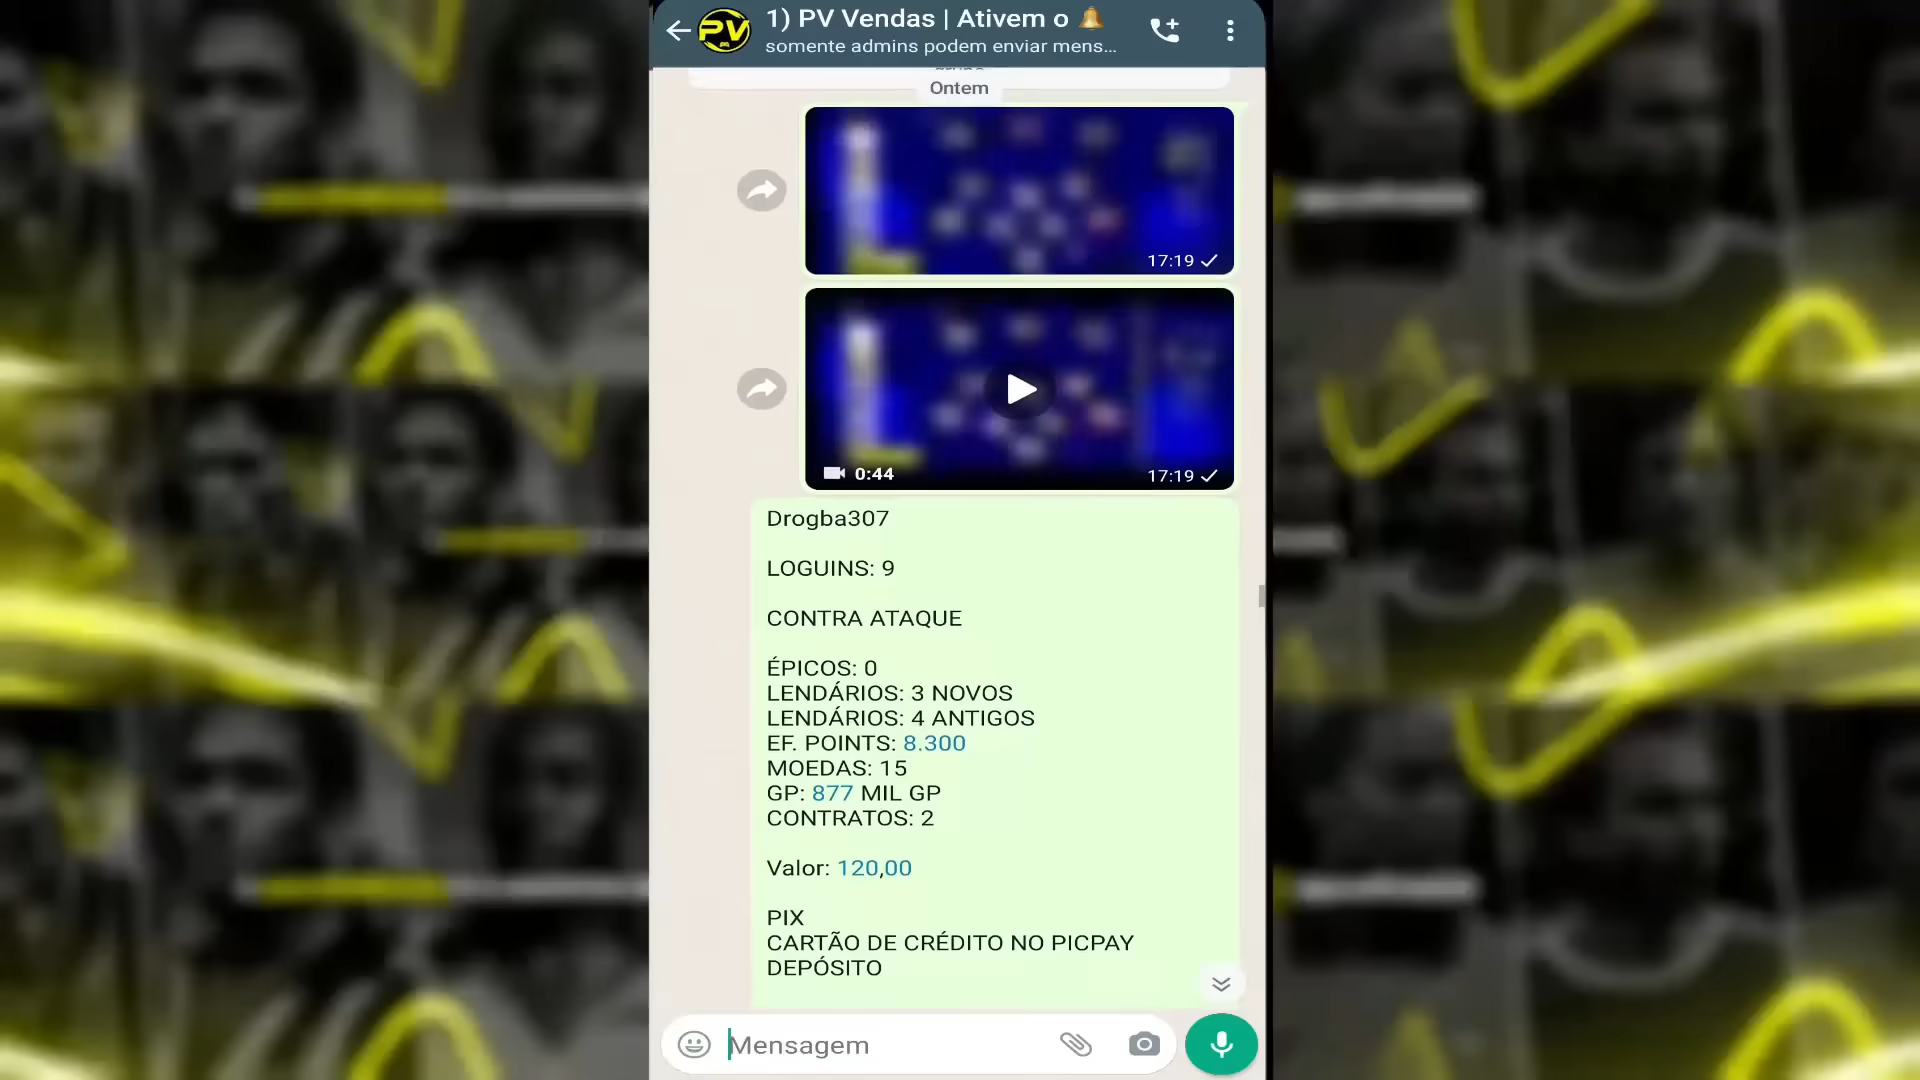 PV
1) PV Vendas | Ativem o 🔔
somente admins podem enviar mens...
Ontem
17:19
0:44
17:19
Drogba307
LOGUINS: 9
CONTRA ATAQUE
ÉPICOS: 0
LENDÁRIOS: 3 NOVOS
LENDÁRIOS: 4 ANTIGOS
EF. POINTS: 8.300
MOEDAS: 15
GP: 877 MIL GP
CONTRATOS: 2
Valor: 120,00
PIX
CARTÃO DE CRÉDITO NO PICPAY
DEPÓSITO
Mensagem